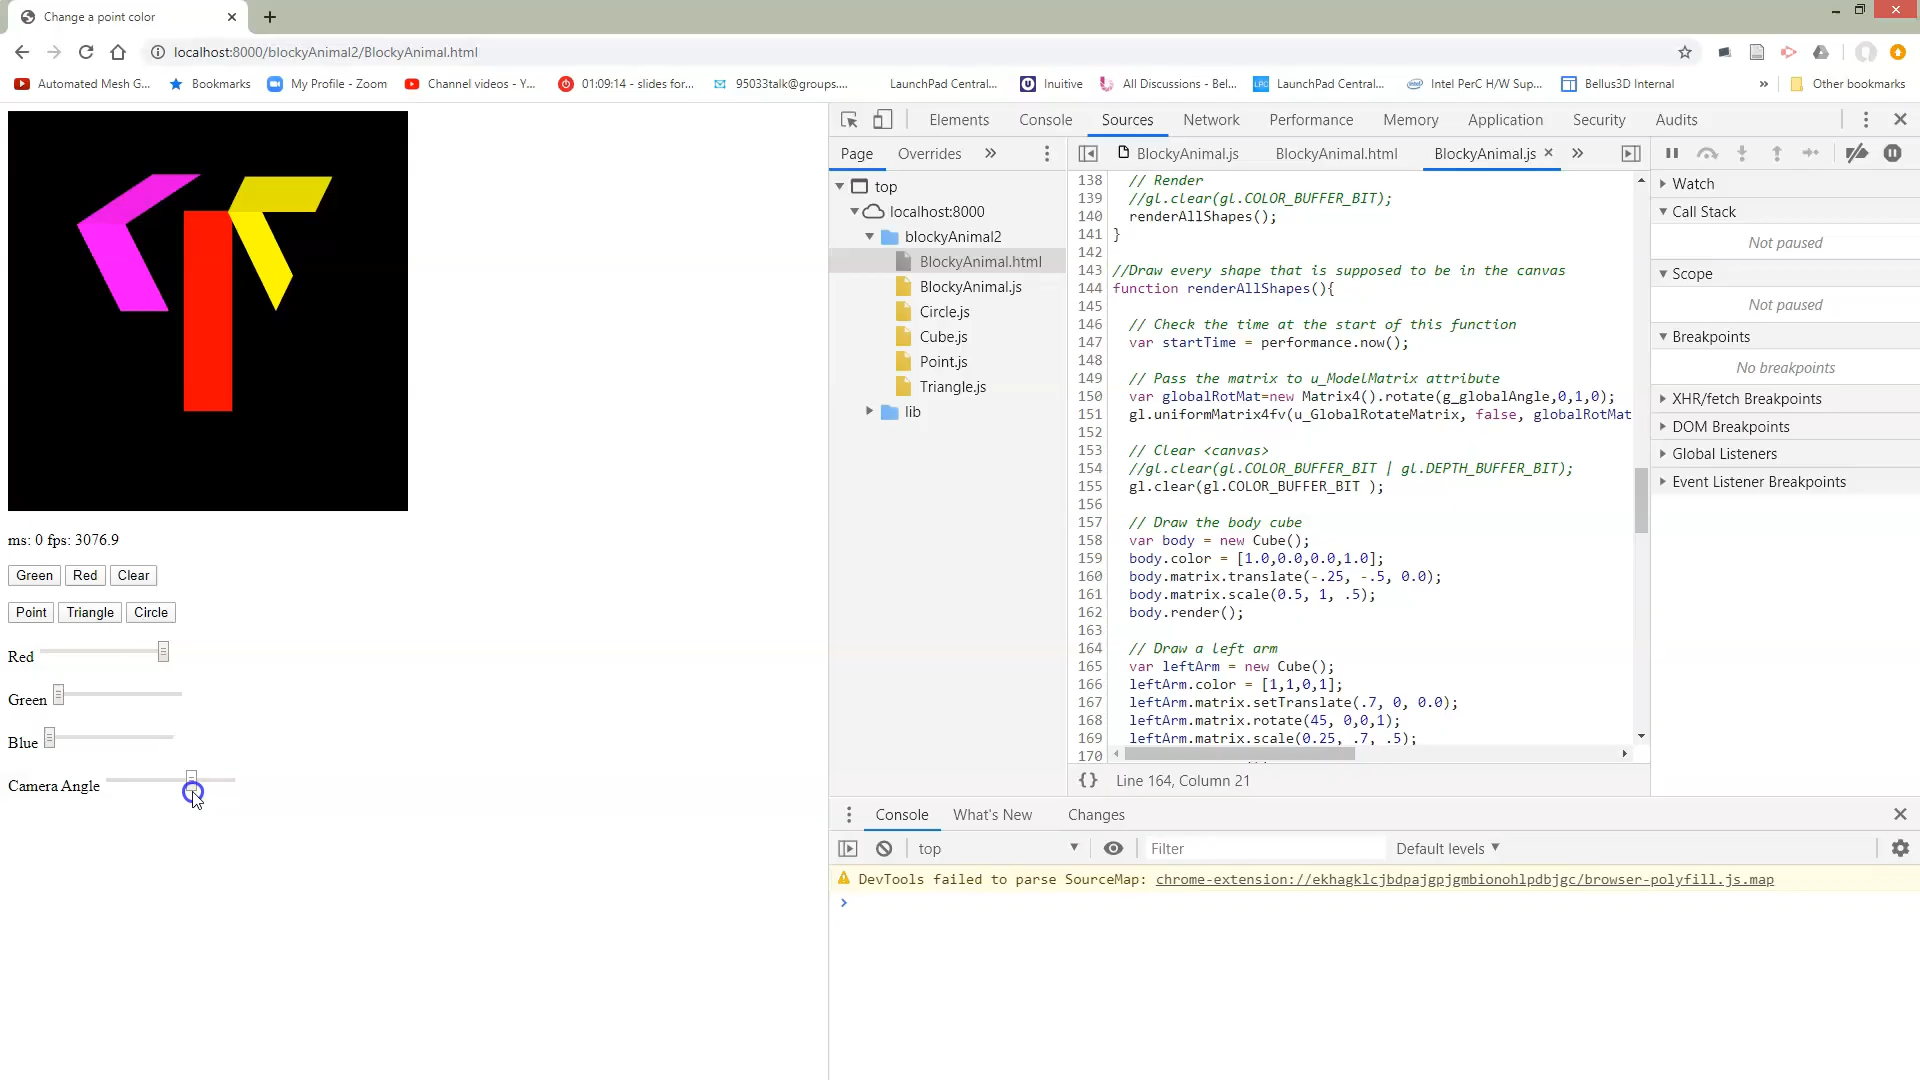 Change a point color
localhost:8000/blockyAnimal2/BlockyAnimal.html
Automated Mesh G...
Bookmarks
My Profile - Zoom
Channel videos - Y...
01:09:14 - slides for...
95033talk@groups....
LaunchPad Central...
Inuitive
All Discussions - Bel...
LaunchPad Central...
Intel PerC H/W Sup...
Bellus3D Internal
»
Other bookmarks
ms: 0 fps: 3076.9
Green Red Clear
Point Triangle Circle
Red
Green
Blue
Camera Angle
Elements Console Sources Network Performance Memory Application Security Audits
Page Overrides »
top
localhost:8000
blockyAnimal2
BlockyAnimal.html
BlockyAnimal.js
Circle.js
Cube.js
Point.js
Triangle.js
lib
BlockyAnimal.js BlockyAnimal.html BlockyAnimal.js »
138 // Render
139 //gl.clear(gl.COLOR_BUFFER_BIT);
140 renderAllShapes();
141 }
142
143 //Draw every shape that is supposed to be in the canvas
144 function renderAllShapes(){
145
146 // Check the time at the start of this function
147 var startTime = performance.now();
148
149 // Pass the matrix to u_ModelMatrix attribute
150 var globalRotMat=new Matrix4().rotate(g_globalAngle,0,1,0);
151 gl.uniformMatrix4fv(u_GlobalRotateMatrix, false, globalRotMat
152
153 // Clear <canvas>
154 //gl.clear(gl.COLOR_BUFFER_BIT | gl.DEPTH_BUFFER_BIT);
155 gl.clear(gl.COLOR_BUFFER_BIT );
156
157 // Draw the body cube
158 var body = new Cube();
159 body.color = [1.0,0.0,0.0,1.0];
160 body.matrix.translate(-.25, -.5, 0.0);
161 body.matrix.scale(0.5, 1, .5);
162 body.render();
163
164 // Draw a left arm
165 var leftArm = new Cube();
166 leftArm.color = [1,1,0,1];
167 leftArm.matrix.setTranslate(.7, 0, 0.0);
168 leftArm.matrix.rotate(45, 0,0,1);
169 leftArm.matrix.scale(0.25, .7, .5);
170
{} Line 164, Column 21
Watch
Call Stack
Not paused
Scope
Not paused
Breakpoints
No breakpoints
XHR/fetch Breakpoints
DOM Breakpoints
Global Listeners
Event Listener Breakpoints
Console What's New Changes
top
Filter
Default levels
DevTools failed to parse SourceMap: chrome-extension://ekhagklcjbdpajgpjgmbionohlpdbjgc/browser-polyfill.js.map